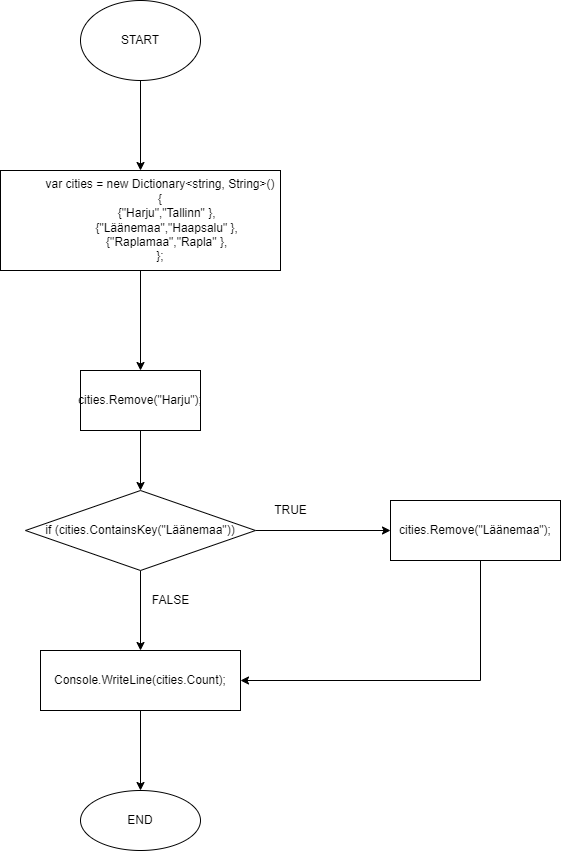 START
var cities = new Dictionary<string, String>()
{
{"Harju","Tallinn" },
{"Läänemaa","Haapsalu" },
{"Raplamaa","Rapla" },
};
cities.Remove("Harju");
if (cities.ContainsKey("Läänemaa"))
TRUE
cities.Remove("Läänemaa");
FALSE
Console.WriteLine(cities.Count);
END